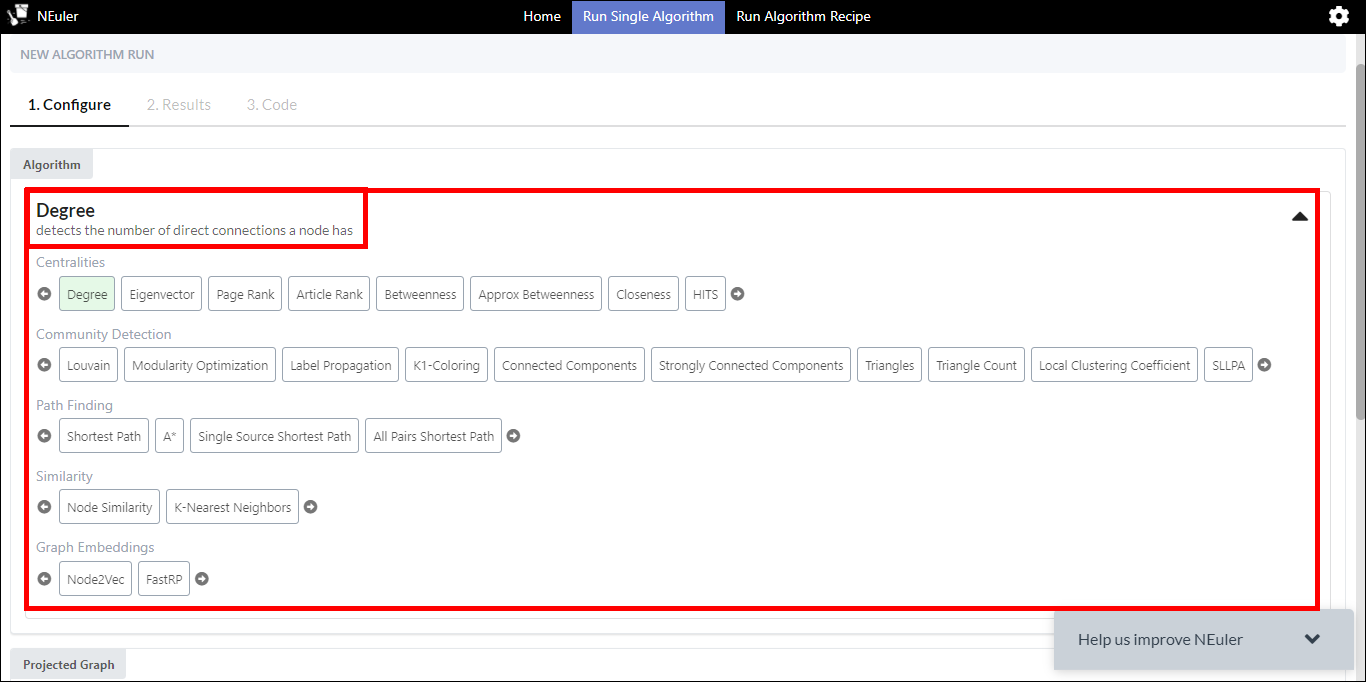 NEuler Home Run Single Algorithm Run Algorithm Recipe
NEW ALGORITHM RUN
1. Configure 2. Results 3. Code
Algorithm
Degree
detects the number of direct connections a node has
Centralities
Degree Eigenvector Page Rank Article Rank Betweenness Approx Betweenness Closeness HITS
Community Detection
Louvain Modularity Optimization Label Propagation K1-Coloring Connected Components Strongly Connected Components Triangles Triangle Count Local Clustering Coefficient SLLPA
Path Finding
Shortest Path A* Single Source Shortest Path All Pairs Shortest Path
Similarity
Node Similarity K-Nearest Neighbors
Graph Embeddings
Node2Vec FastRP
Help us improve NEuler
Projected Graph